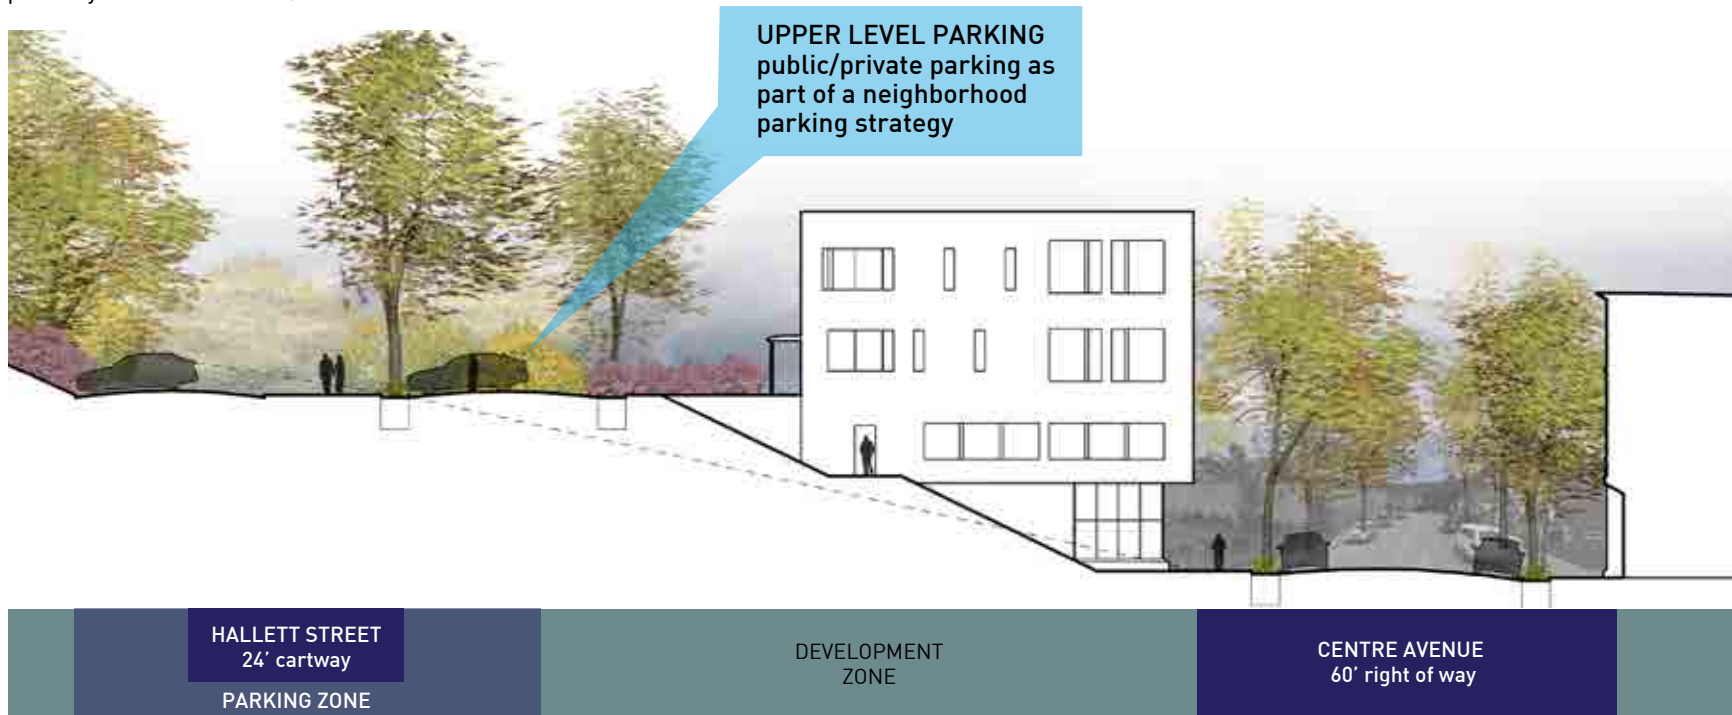 UPPER LEVEL PARKING
public/private parking as
part of a neighborhood
parking strategy
HALLETT STREET
24’ cartway
PARKING ZONE
DEVELOPMENT
ZONE
CENTRE AVENUE
60’ right of way